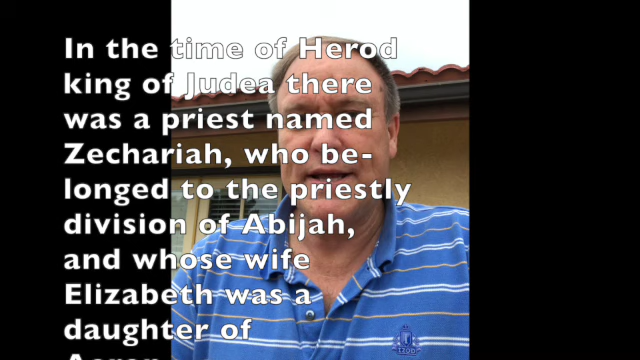 In the time of Herod
king of Judea there
was a priest named
Zechariah, who be-
longed to the priestly
division of Abijah,
and whose wife
Elizabeth was a
daughter of